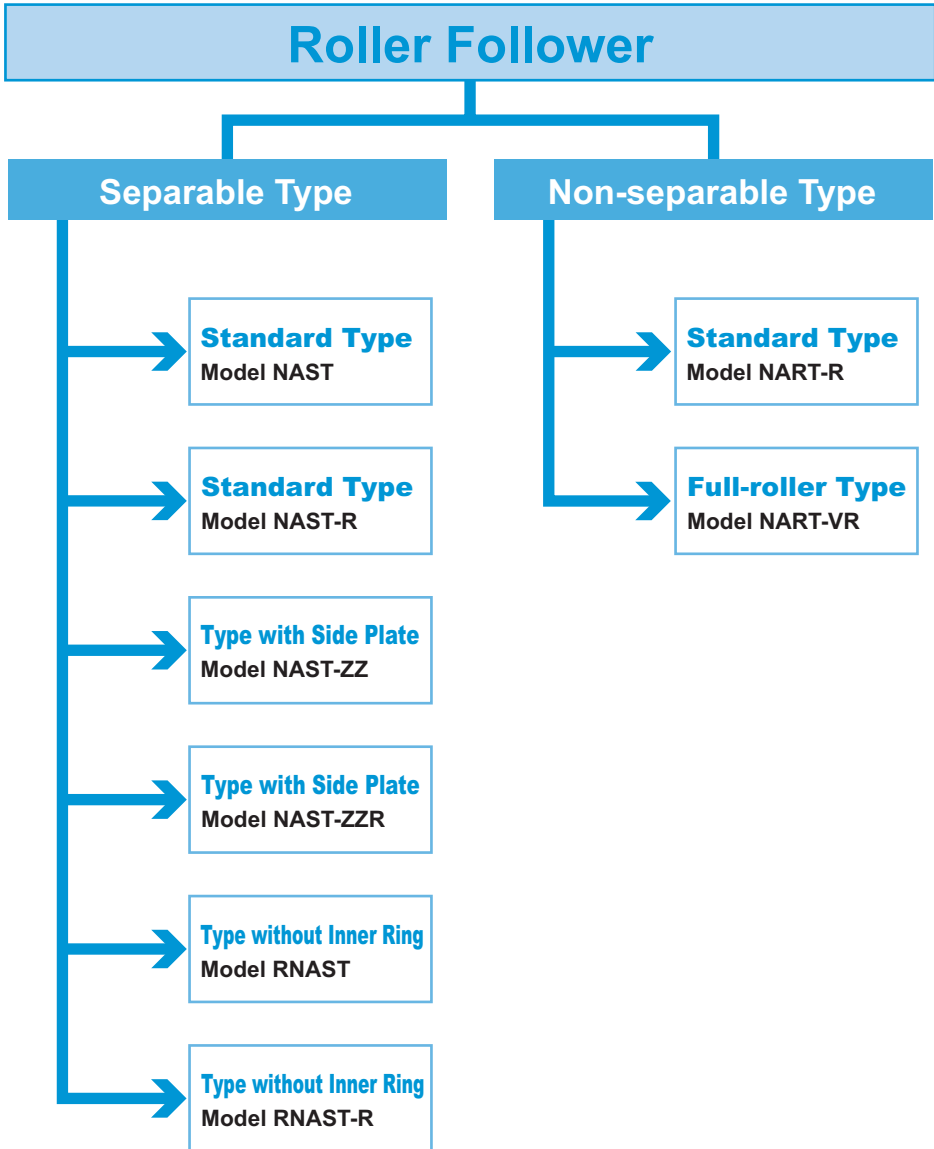 Roller Follower
Separable Type
Standard Type
Model NAST
Standard Type
Model NAST-R
Type with Side Plate
Model NAST-ZZ
Type with Side Plate
Model NAST-ZZR
Type without Inner Ring
Model RNAST
Type without Inner Ring
Model RNAST-R
Non-separable Type
Standard Type
Model NART-R
Full-roller Type
Model NART-VR